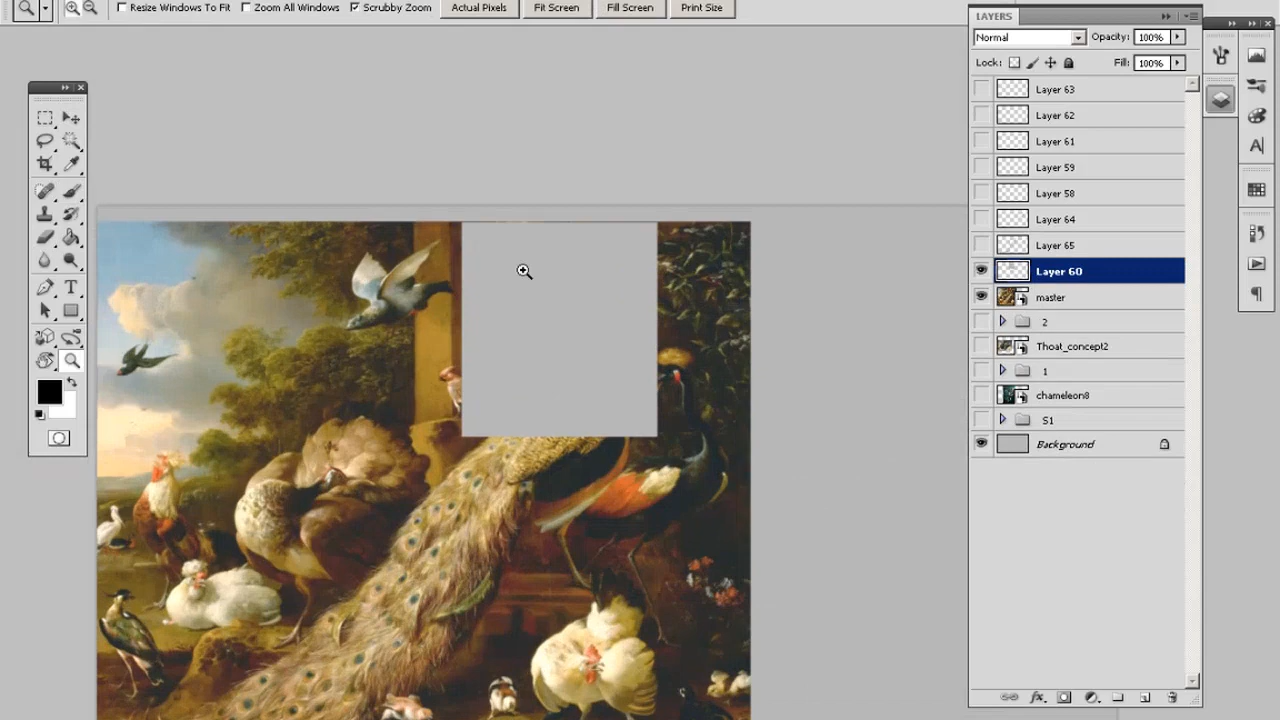 Resize Windows To Fit Zoom All Windows Scrubby Zoom Actual Pixels Fit Screen Fill Screen Print Size
LAYERS
Normal Opacity: 100%
Lock: Fill: 100%
Layer 63
Layer 62
Layer 61
Layer 59
Layer 58
Layer 64
Layer 65
Layer 60
master
2
Thoat_concept2
1
chameleon8
S1
Background